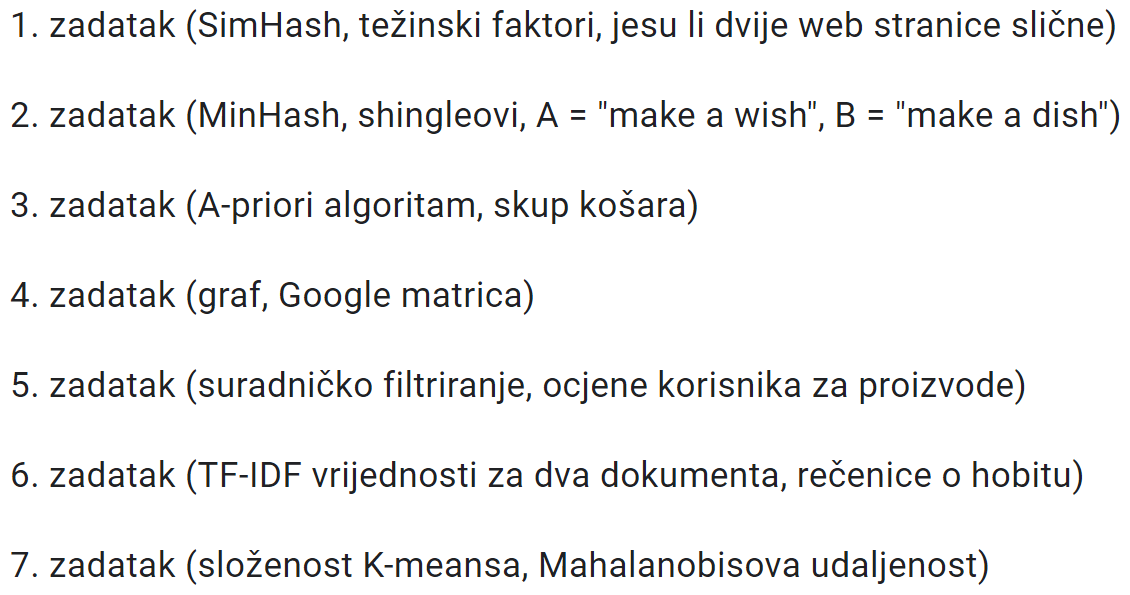 1. zadatak (SimHash, težinski faktori, jesu li dvije web stranice slične)
2. zadatak (MinHash, shingleovi, A = "make a wish", B = "make a dish")
3. zadatak (A-priori algoritam, skup košara)
4. zadatak (graf, Google matrica)
5. zadatak (suradničko filtriranje, ocjene korisnika za proizvode)
6. zadatak (TF-IDF vrijednosti za dva dokumenta, rečenice o hobitu)
7. zadatak (složenost K-meansa, Mahalanobisova udaljenost)